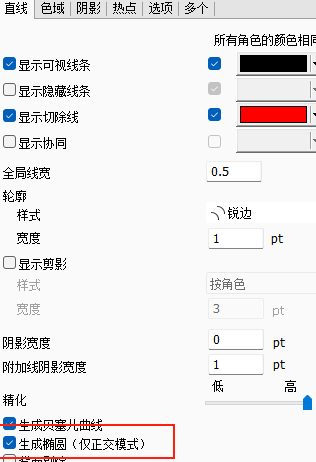 直线 色域 阴影 热点 选项 多个
所有角色的颜色相同
显示可视线条
显示隐藏线条
显示切除线
显示协同
全局线宽 0.5
轮廓
样式 锐边
宽度 1 pt
显示剪影
样式 按角色
宽度 3 pt
阴影宽度 0 pt
附加线阴影宽度 1 pt
低 高
精化
生成贝塞儿曲线
生成椭圆（仅正交模式）